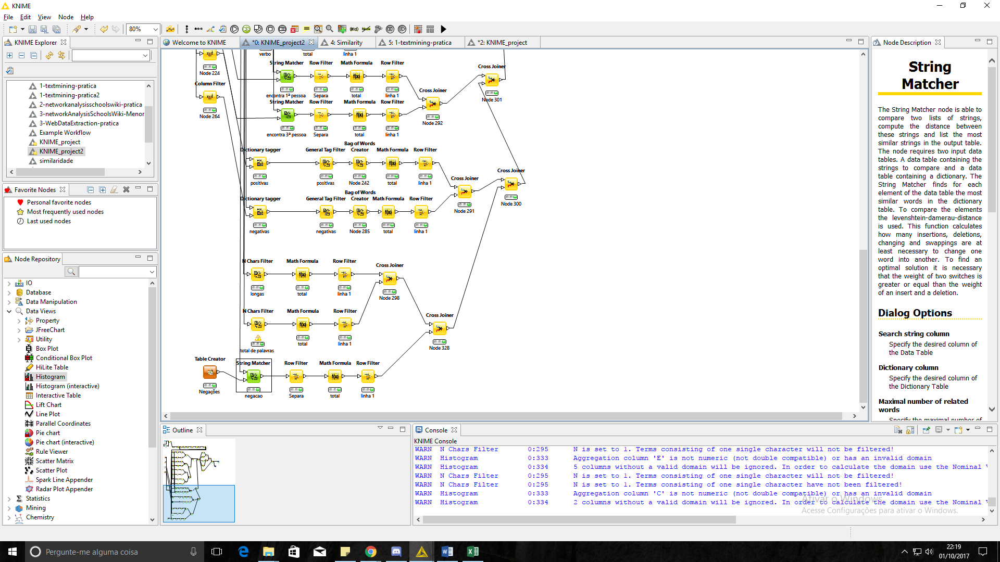 KNIME
File Edit View Node Help
80%
KNIME Explorer
1-textmining-pratica
1-textmining-pratica2
2-networkanalysisschoolswiki-pratica
3-networkAnalysisSchoolsWiki-Menor
3-WebDataExtraction-pratica
Example Workflow
KNIME_project
KNIME_project2
similaridade
Favorite Nodes
Personal favorite nodes
Most frequently used nodes
Last used nodes
Node Repository
IO
Database
Data Manipulation
Data Views
Property
JFreeChart
Utility
Box Plot
Conditional Box Plot
HiLite Table
Histogram
Histogram (interactive)
Interactive Table
Lift Chart
Line Plot
Parallel Coordinates
Pie chart
Pie chart (interactive)
Rule Viewer
Scatter Matrix
Scatter Plot
Spark Line Appender
Radar Plot Appender
Statistics
Mining
Chemistry
Welcome to KNIME *0: KNIME_project2 4: Similarity 5: 1-textmining-pratica *2: KNIME_project
verbo total linha 1
Node 224
String Matcher Row Filter Math Formula Row Filter Cross Joiner
Column Filter
encontra 1ª pessoa Separa total linha 1 Cross Joiner Node 301
String Matcher Row Filter Math Formula Row Filter
Node 264
Node 292
encontra 3ª pessoa Separa total linha 1
Dictionary tagger General Tag Filter Bag of Words Creator Math Formula Row Filter
Cross Joiner
positivas positivas Node 242 total linha 1 Cross Joiner
Dictionary tagger General Tag Filter Bag of Words Creator Math Formula Row Filter
Node 291 Node 300
negativas negativas Node 285 total linha 1
N Chars Filter Math Formula Row Filter Cross Joiner
longas total linha 1 Node 298
N Chars Filter Math Formula Row Filter Cross Joiner
total de palavras total linha 1 Node 328
Table Creator String Matcher Row Filter Math Formula Row Filter
Negações negacao Separa total linha 1
Node Description
String
Matcher
The String Matcher node is able to
compare two lists of strings,
compute the distance between
these strings and list the most
similar strings in the output table.
The node requires two input data
tables. A data table containing the
strings to compare and a data
table containing a dictionary. The
String Matcher finds for each
element of the data table the most
similar words in the dictionary
table. To compare the elements
the levenshtein-damerau-distance
is used. This function calculates
how many insertions, deletions,
changing and swappings are at
least necessary to change one
word into another. To find an
optimal solution it is necessary
that the weight of two switches is
greater or equal than the weight
of an insert and a deletion.
Dialog Options
Search string column
Specify the desired column of
the Data Table
Dictionary column
Specify the desired column of
the Dictionary Table
Maximal number of related
words
Specify the maximal number of
Outline
Console
KNIME Console
WARN N Chars Filter 0:295 N is set to 1. Terms consisting of one single character will not be filtered!
WARN Histogram 0:333 Aggregation column 'E' is not numeric (not double compatible) or has an invalid domain
WARN Histogram 0:334 5 columns without a valid domain will be ignored. In order to calculate the domain use the Nominal
WARN N Chars Filter 0:295 N is set to 1. Terms consisting of one single character will not be filtered!
WARN N Chars Filter 0:295 N is set to 1. Terms consisting of one single character have not been filtered!
WARN Histogram 0:333 Aggregation column 'C' is not numeric (not double compatible) or has an invalid domain
WARN Histogram 0:334 2 columns without a valid domain will be ignored. In order to calculate the domain use the Nominal
Ativar o Windows
Acesse Configurações para ativar o Windows.
Pergunte-me alguma coisa
22:19
01/10/2017